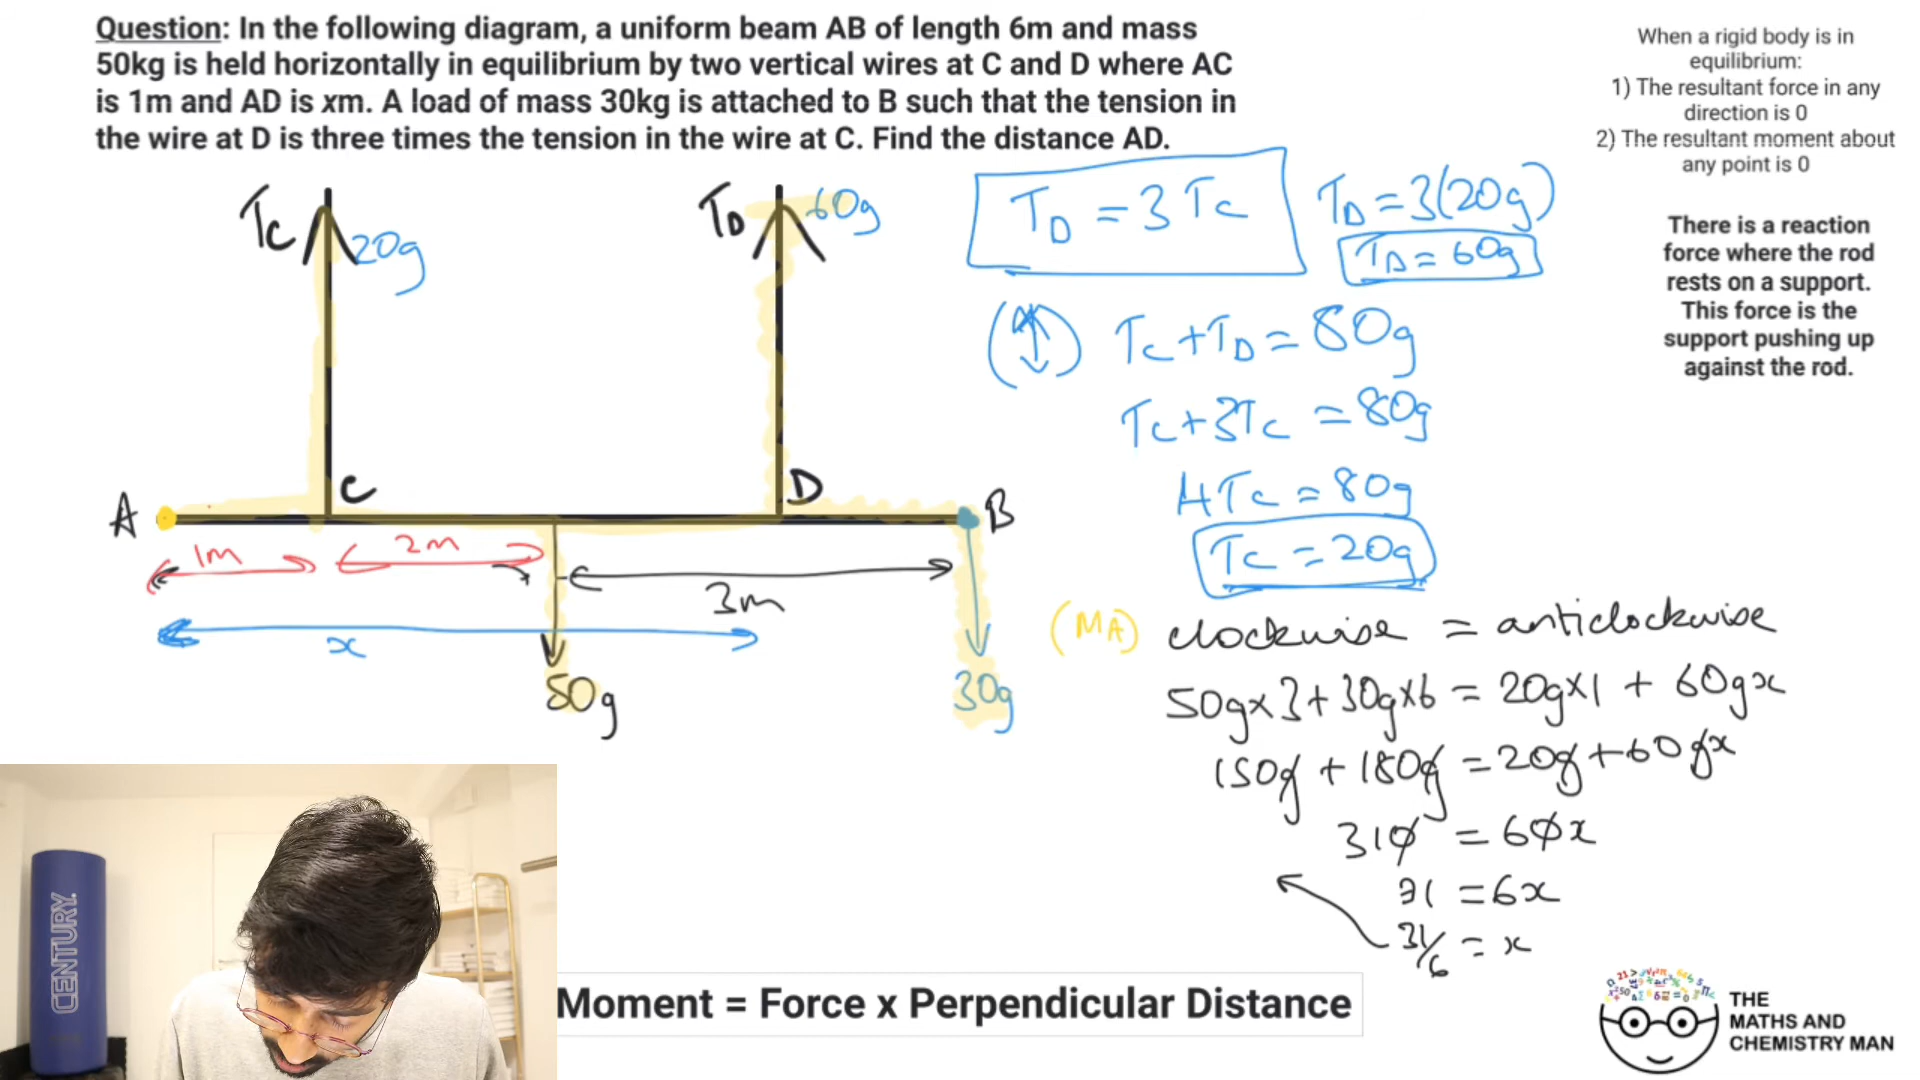 Question: In the following diagram, a uniform beam AB of length 6m and mass
50kg is held horizontally in equilibrium by two vertical wires at C and D where AC
is 1m and AD is xm. A load of mass 30kg is attached to B such that the tension in
the wire at D is three times the tension in the wire at C. Find the distance AD.
When a rigid body is in
equilibrium:
1) The resultant force in any
direction is 0
2) The resultant moment about
any point is 0
There is a reaction
force where the rod
rests on a support.
This force is the
support pushing up
against the rod.
Tc
20g
TD
60g
C
D
A
B
1m
2m
3m
x
50g
30g
TD = 3Tc
TD = 3(20g)
TD = 60g
(↕) Tc + TD = 80g
Tc + 3Tc = 80g
4Tc = 80g
Tc = 20g
(MA) clockwise = anticlockwise
50g×3 + 30g×6 = 20g×1 + 60gx
150g + 180g = 20g + 60gx
310 = 60x
31 = 6x
31/6 = x
Moment = Force x Perpendicular Distance
CENTURY.
THE
MATHS AND
CHEMISTRY MAN